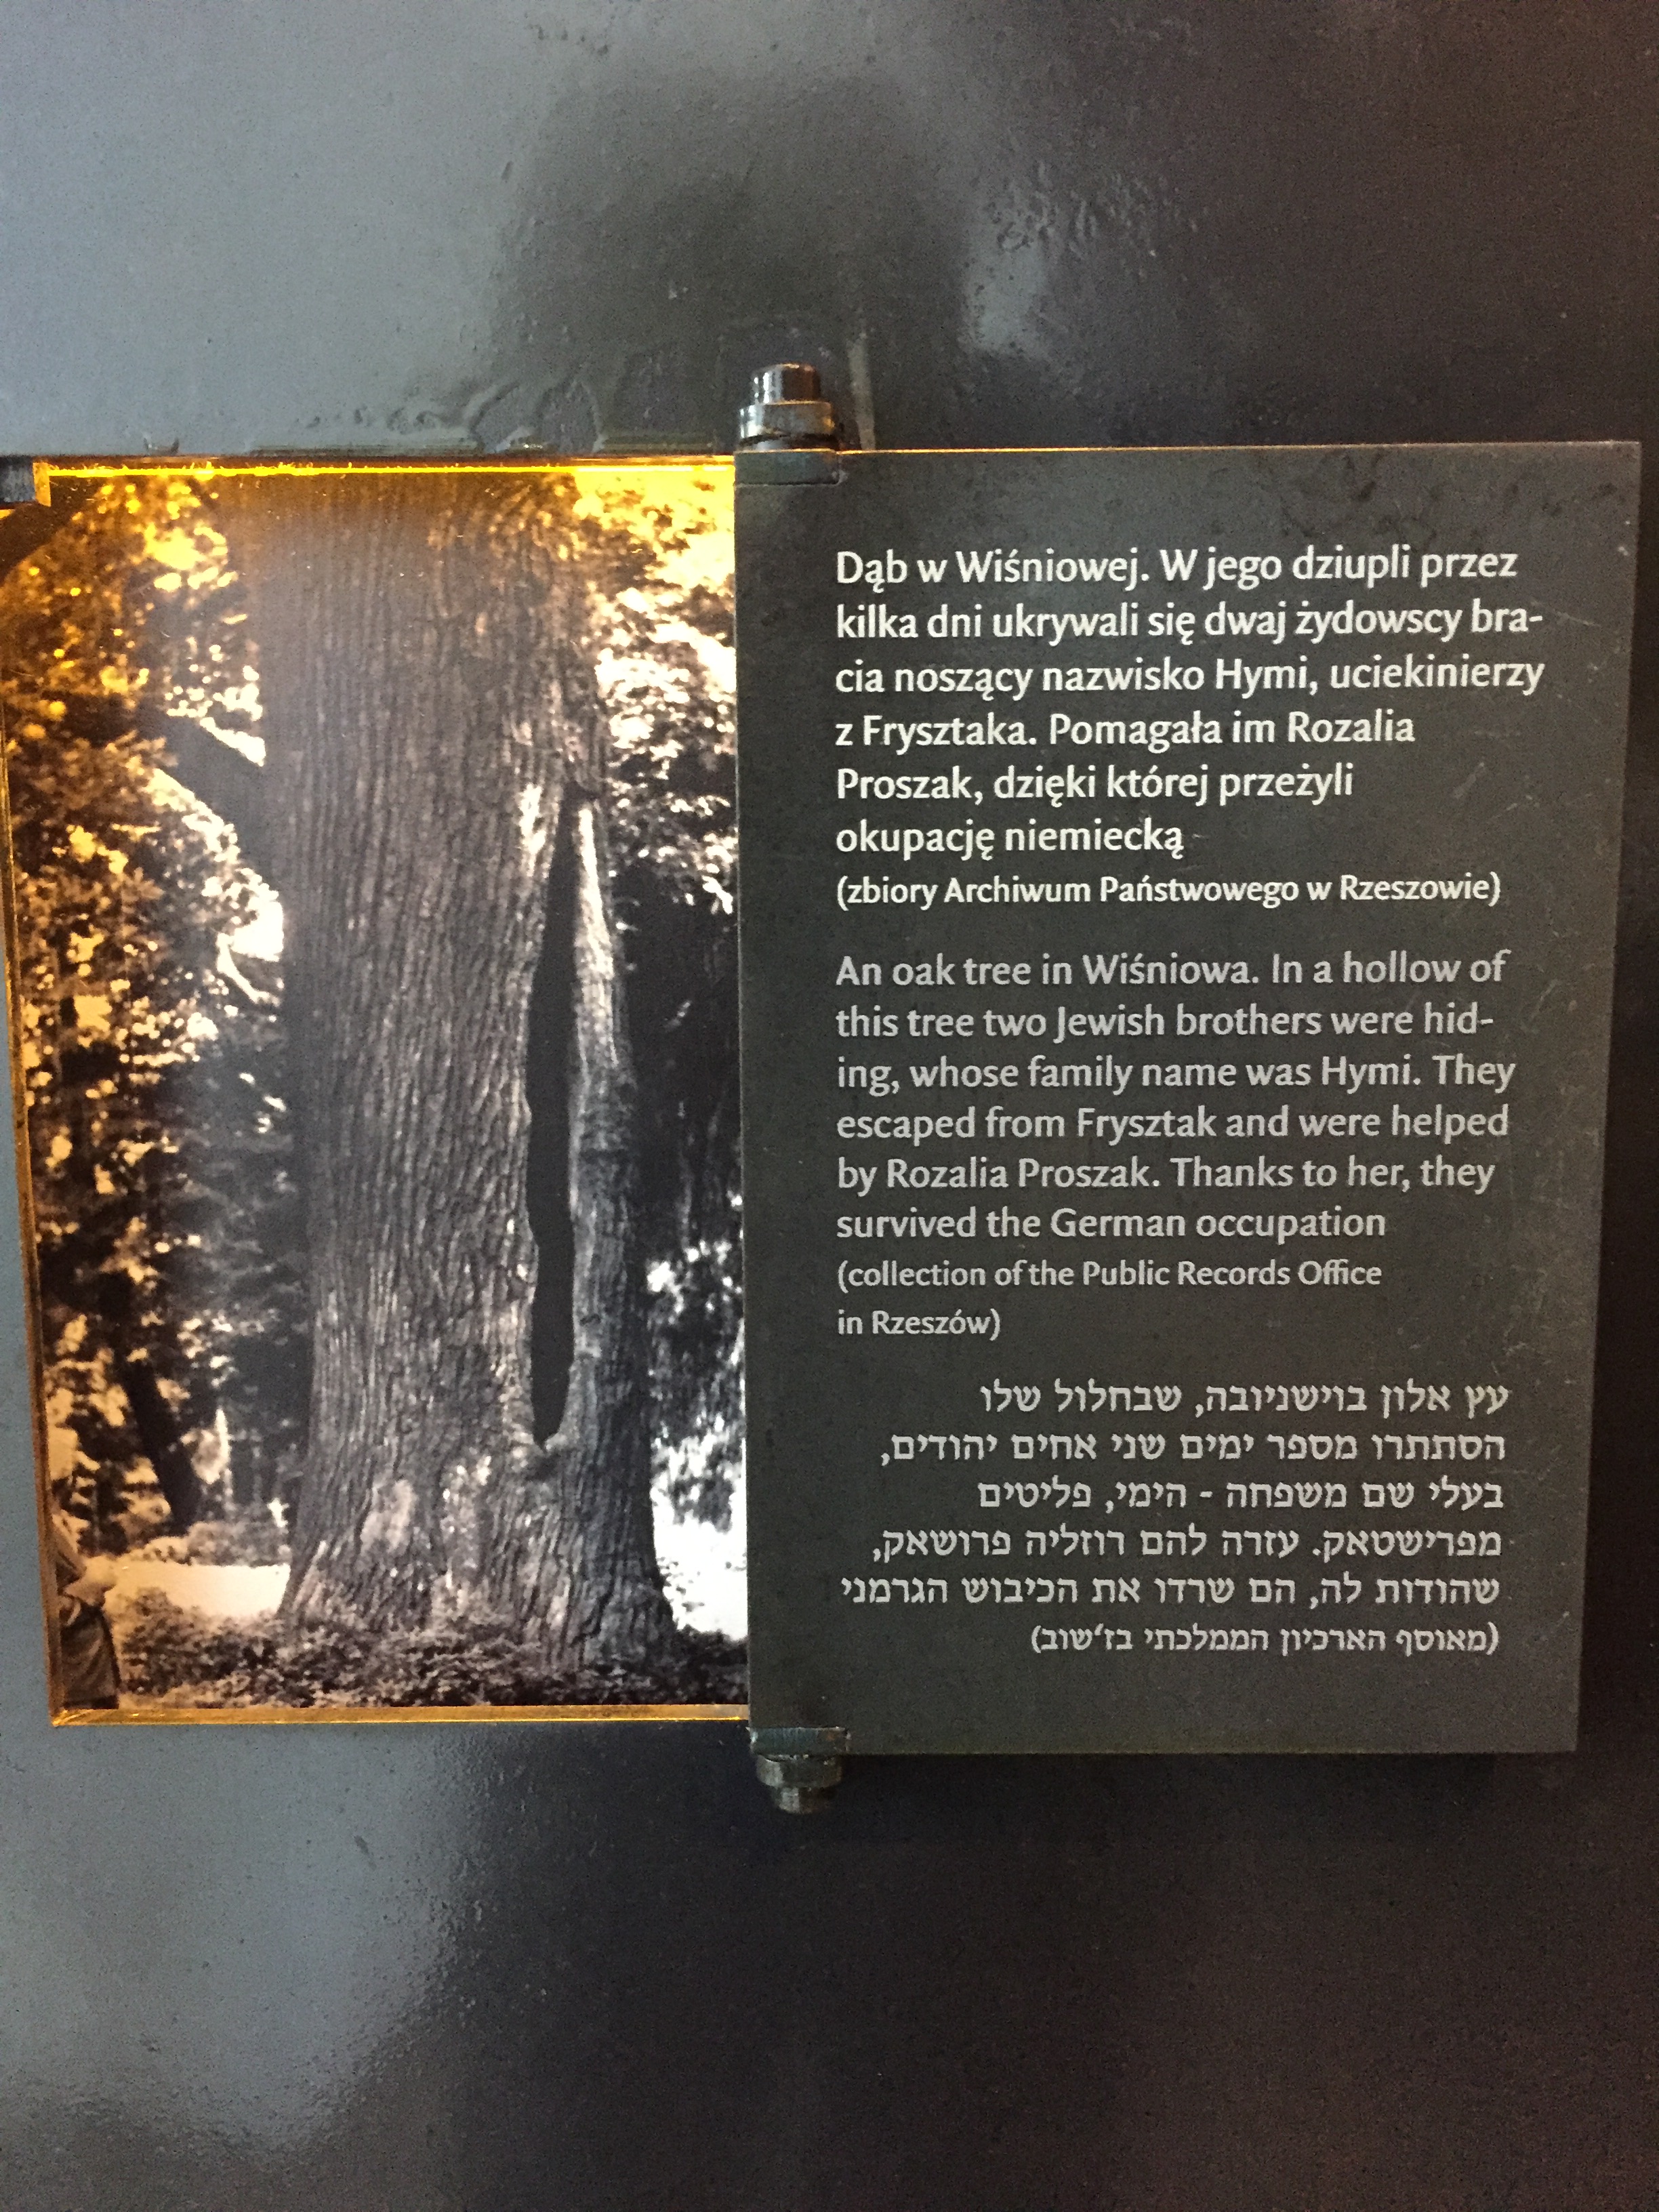 Dąb w Wiśniowej. W jego dziupli przez
kilka dni ukrywali się dwaj żydowscy bra-
cia noszący nazwisko Hymi, uciekinierzy
z Frysztaka. Pomagała im Rozalia
Proszak, dzięki której przeżyli
okupację niemiecką
(zbiory Archiwum Państwowego w Rzeszowie)
An oak tree in Wiśniowa. In a hollow of
this tree two Jewish brothers were hid-
ing, whose family name was Hymi. They
escaped from Frysztak and were helped
by Rozalia Proszak. Thanks to her, they
survived the German occupation
(collection of the Public Records Office
in Rzeszów)
עץ אלון בוישניובה, שבחלול שלו
הסתתרו מספר ימים שני אחים יהודים,
בעלי שם משפחה - הימי, פליטים
מפרישטאק. עזרה להם רוזליה פרושאק,
שהודות לה, הם שרדו את הכיבוש הגרמני
(מאוסף הארכיון הממלכתי בז'שוב)